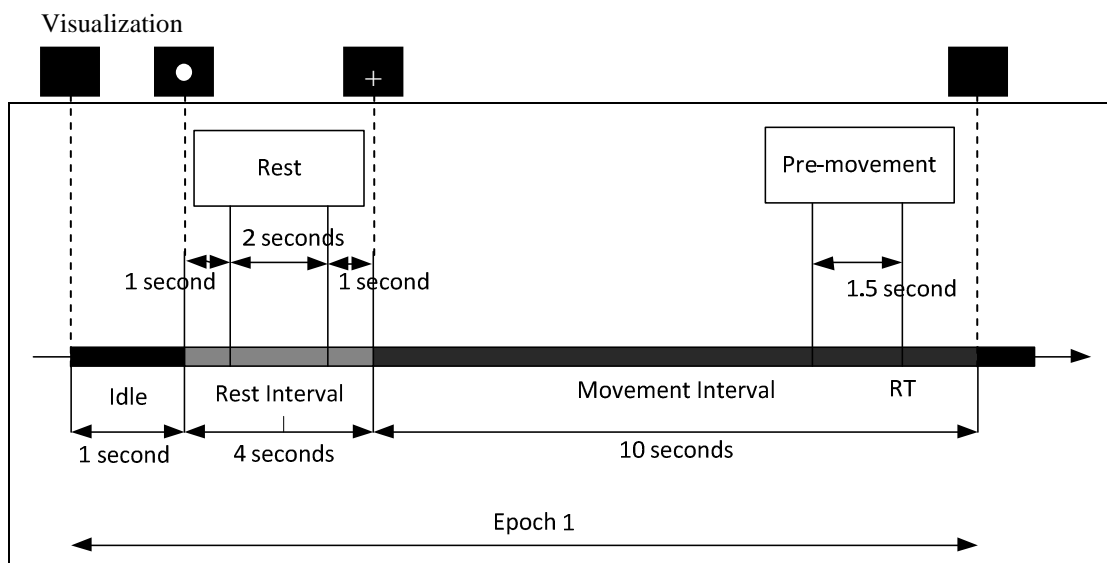 Visualization
Rest
Pre-movement
2 seconds
1 second
1 second
1.5 second
Idle
Rest Interval
Movement Interval
RT
1 second
4 seconds
10 seconds
Epoch 1